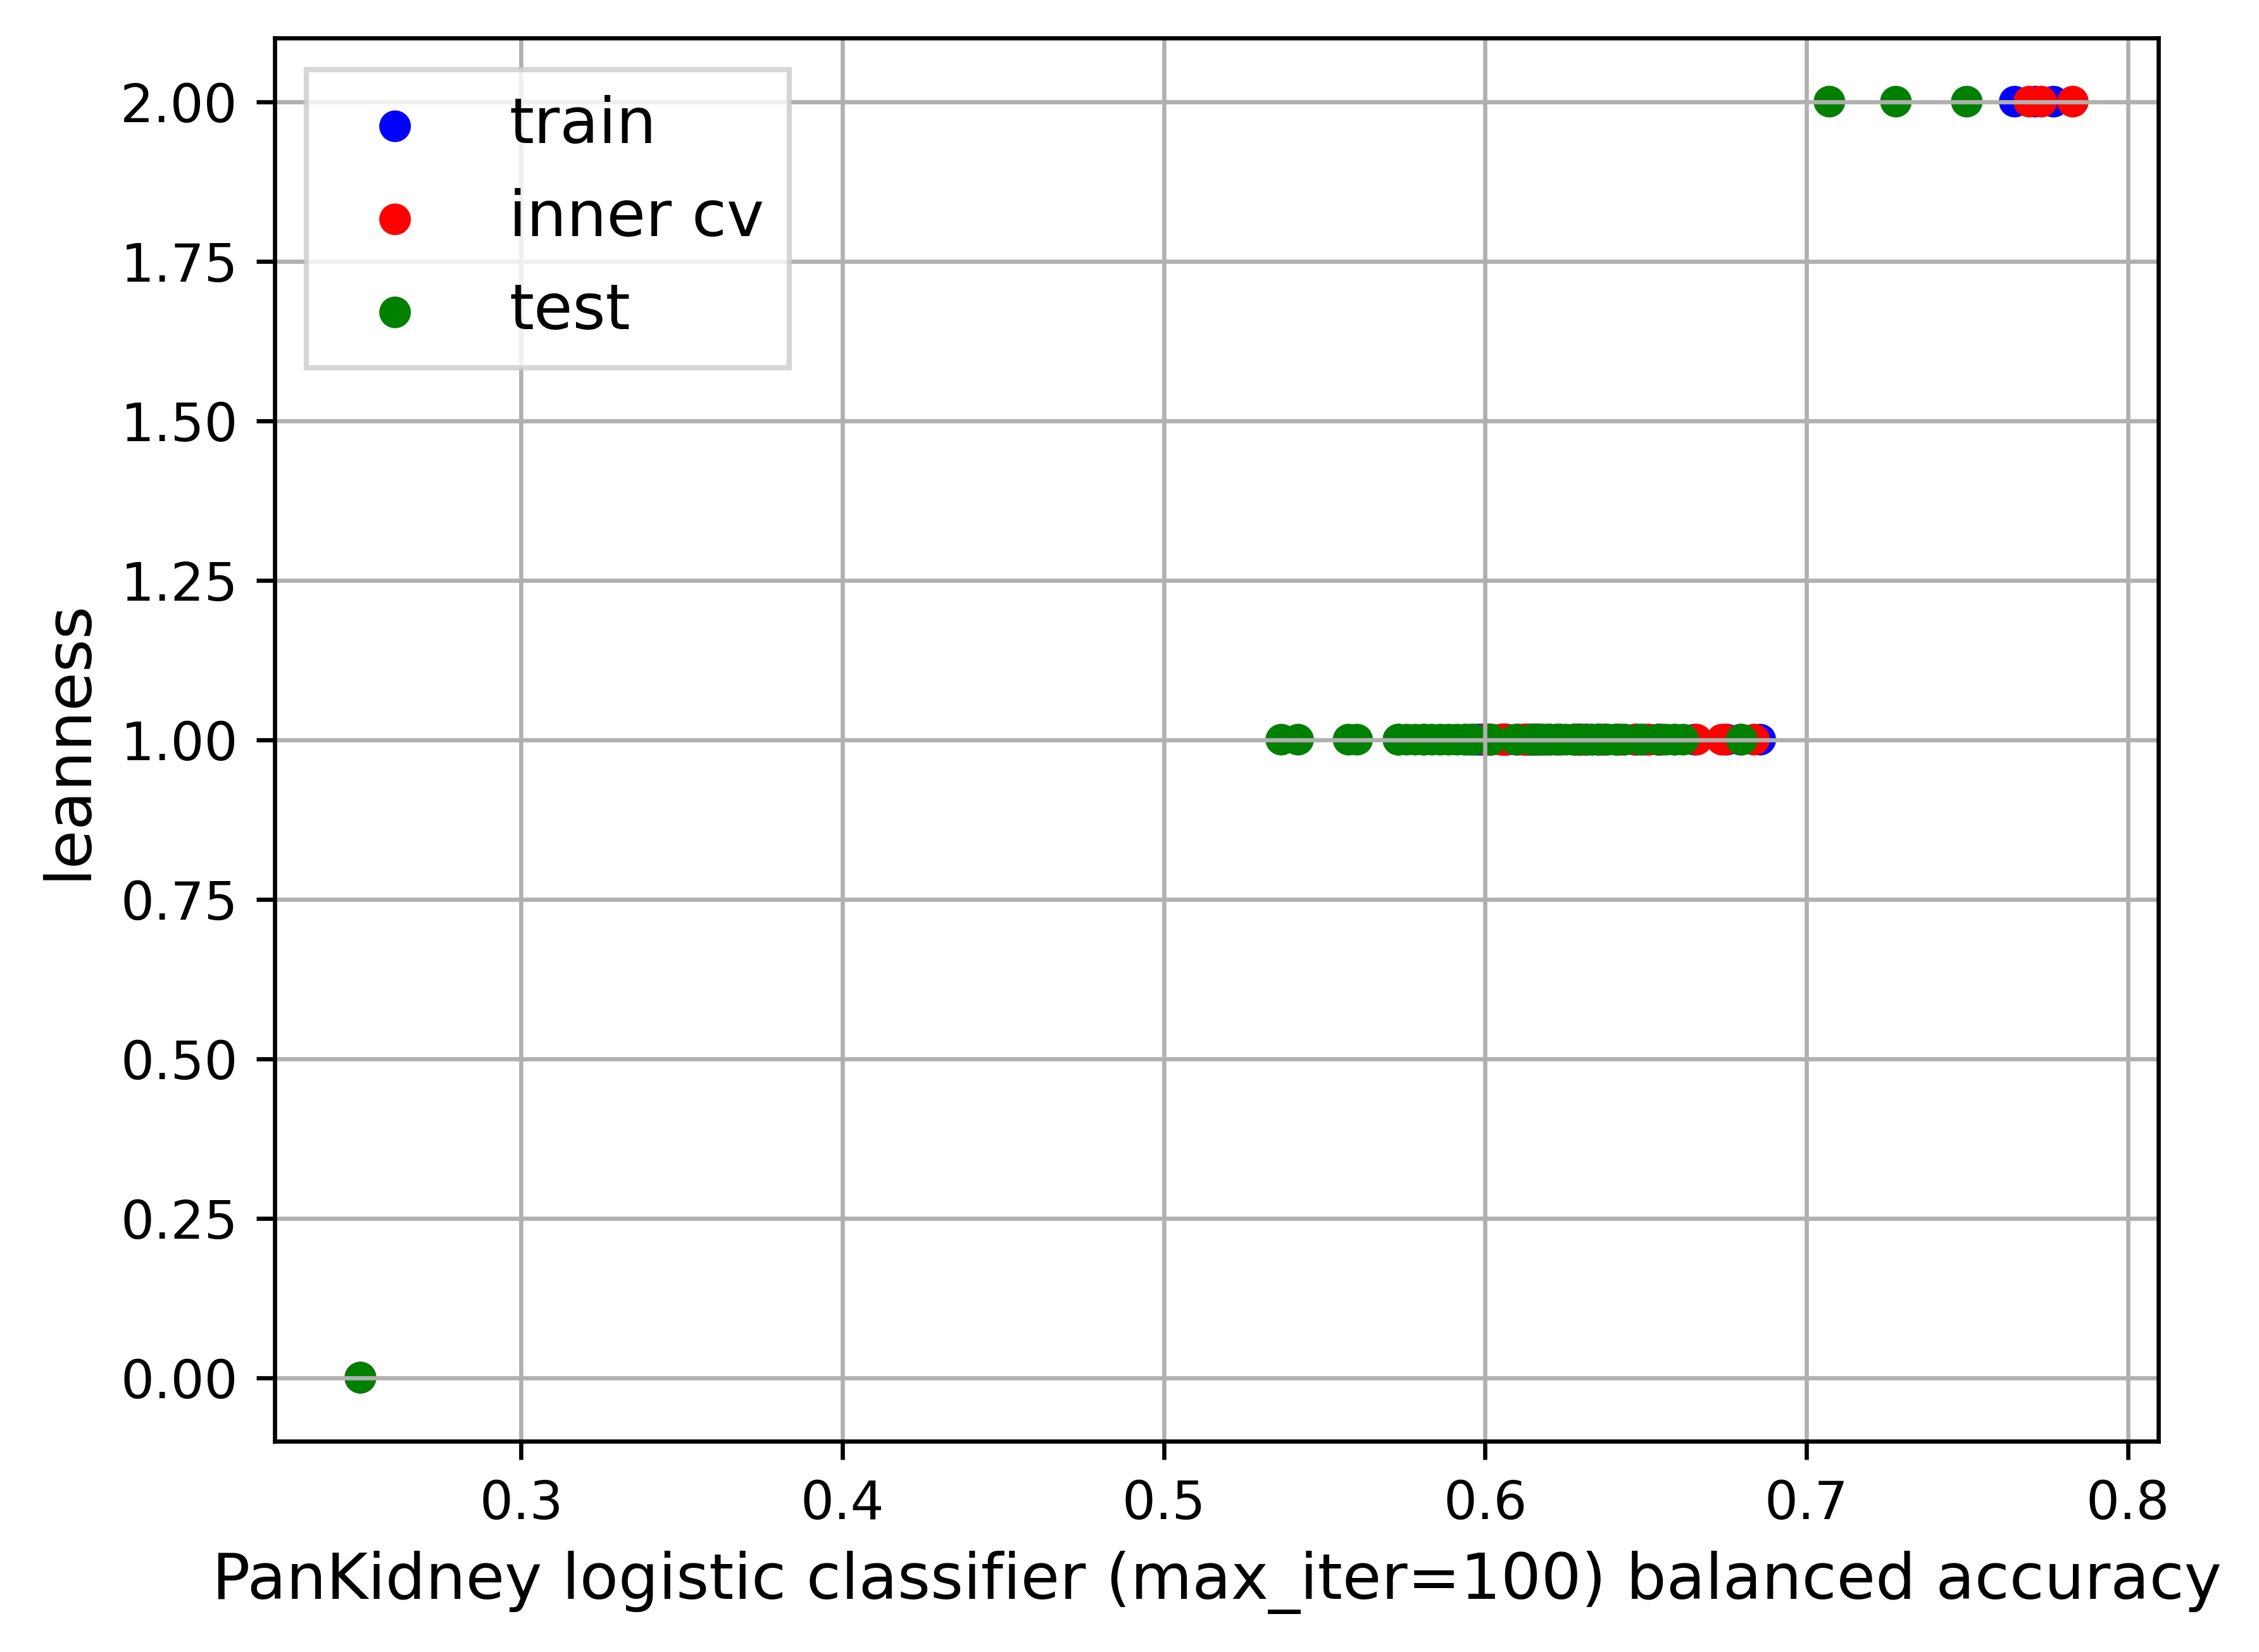 2.00
1.75
1.50
1.25
1.00
0.75
0.50
0.25
0.00
leanness
train
inner cv
test
0.3 0.4 0.5 0.6 0.7 0.8
PanKidney logistic classifier (max_iter=100) balanced accuracy